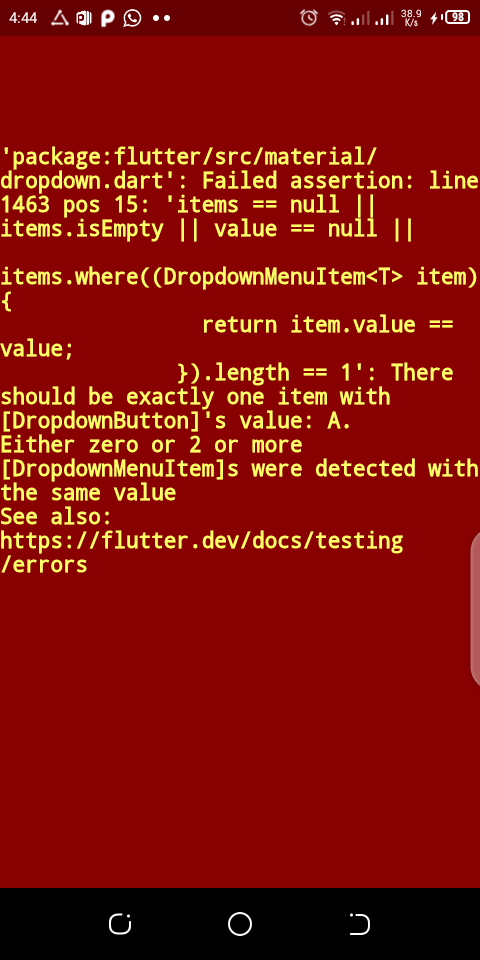 4:44
38.9
K/s
98
'package:flutter/src/material/
dropdown.dart': Failed assertion: line
1463 pos 15: 'items == null ||
items.isEmpty || value == null ||
items.where((DropdownMenuItem<T> item)
{
return item.value ==
value;
}).length == 1': There
should be exactly one item with
[DropdownButton]'s value: A.
Either zero or 2 or more
[DropdownMenuItem]s were detected with
the same value
See also:
https://flutter.dev/docs/testing
/errors